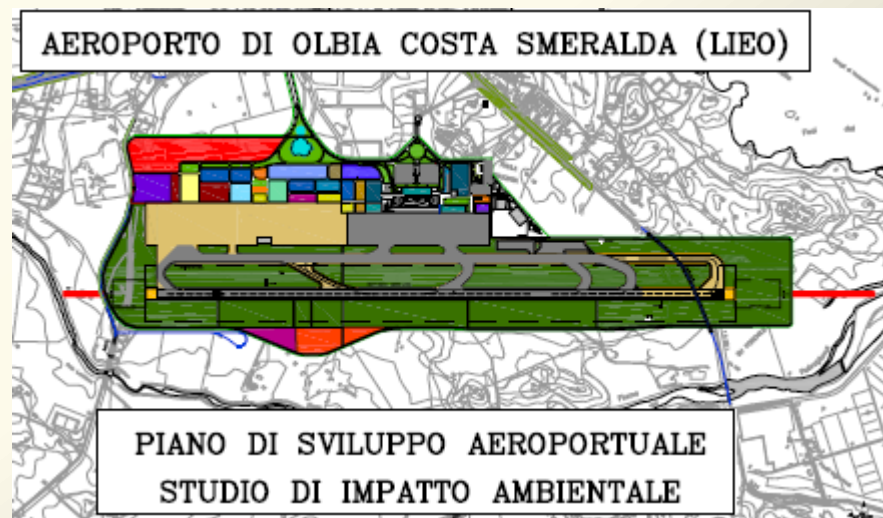 AEROPORTO DI OLBIA COSTA SMERALDA (LIEO)
PIANO DI SVILUPPO AEROPORTUALE
STUDIO DI IMPATTO AMBIENTALE